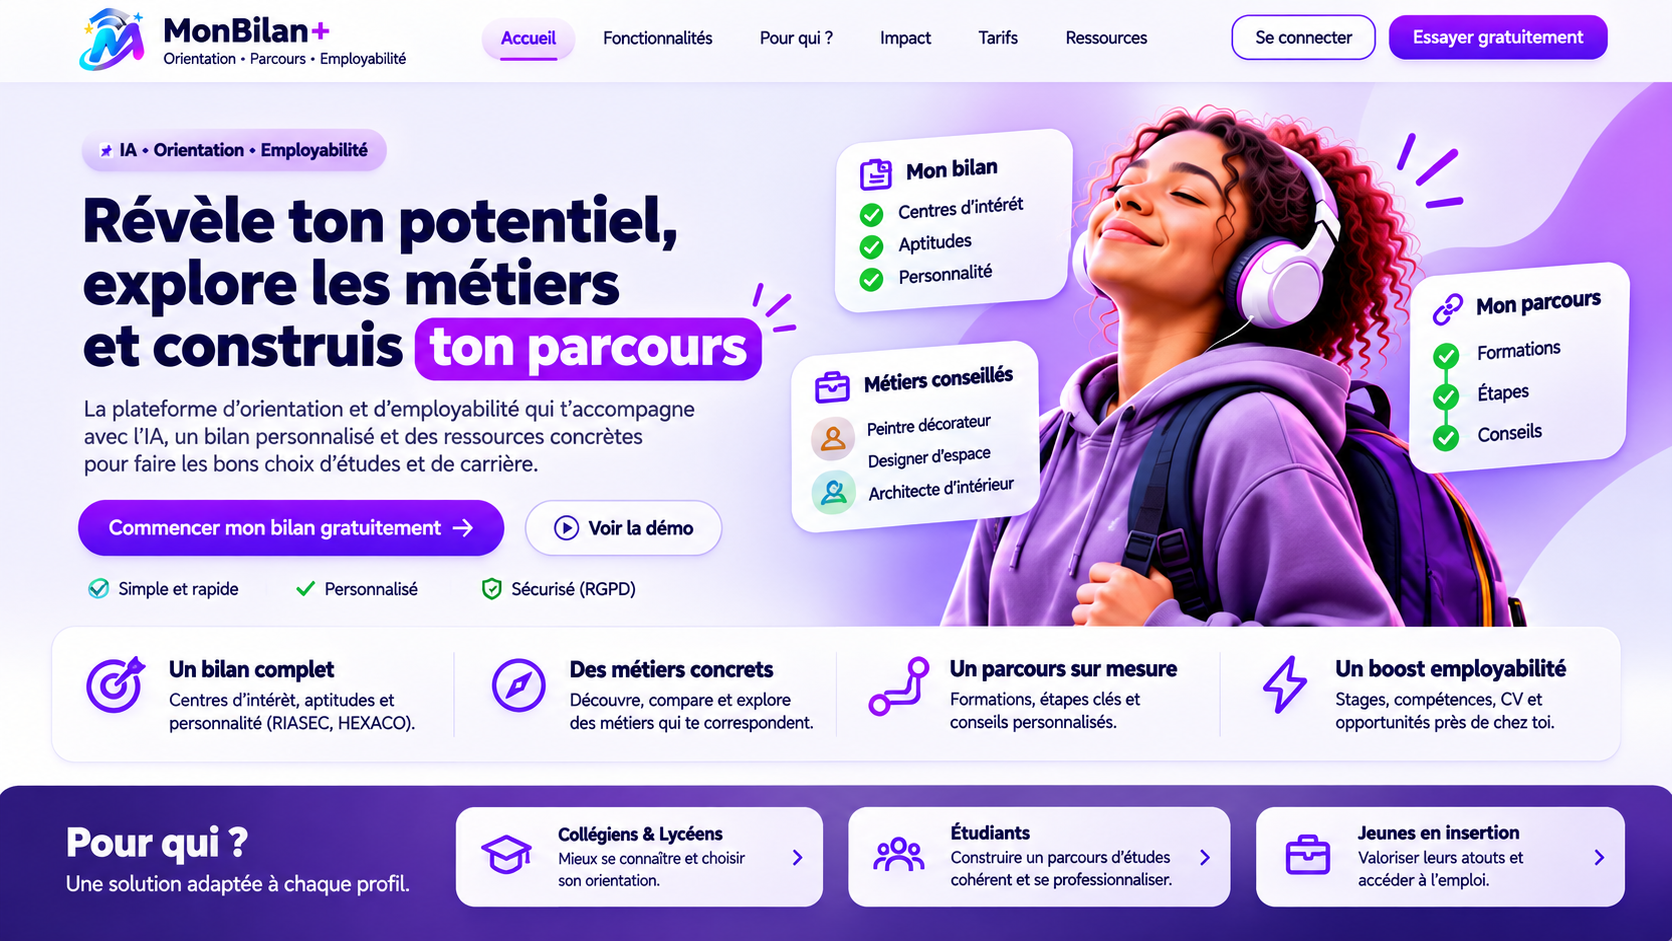 MonBilan+
Orientation • Parcours • Employabilité
Accueil
Fonctionnalités
Pour qui ?
Impact
Tarifs
Ressources
Se connecter
Essayer gratuitement
IA • Orientation • Employabilité
Révèle ton potentiel,
explore les métiers
et construis ton parcours
La plateforme d'orientation et d'employabilité qui t'accompagne
avec l'IA, un bilan personnalisé et des ressources concrètes
pour faire les bons choix d'études et de carrière.
Commencer mon bilan gratuitement →
Voir la démo
Simple et rapide
Personnalisé
Sécurisé (RGPD)
Mon bilan
Centres d'intérét
Aptitudes
Personnalité
Métiers conseillés
Peintre décorateur
Designer d'espace
Architecte d'intérieur
Mon parcours
Formations
Étapes
Conseils
Un bilan complet
Centres d'intérèt, aptitudes et
personnalité (RIASEC, HEXACO).
Des métiers concrets
Découvre, compare et explore
des métiers qui te correspondent.
Un parcours sur mesure
Formations, étapes clés et
conseils personnalisés.
Un boost employabilité
Stages, compétences, CV et
opportunités près de chez toi.
Pour qui ?
Une solution adaptée à chaque profil.
Collégiens & Lycéens
Mieux se connaître et choisir
son orientation.
Étudiants
Construire un parcours d'études
cohérent et se professionnaliser.
Jeunes en insertion
Valoriser leurs atouts et
accéder à l'emploi.